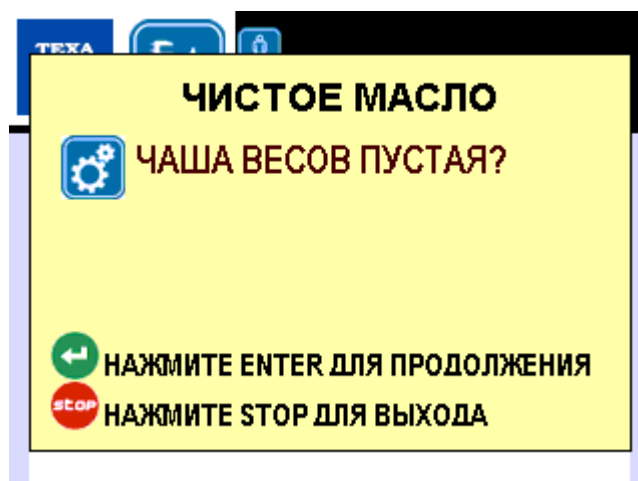 TEXA
ЧИСТОЕ МАСЛО
ЧАША ВЕСОВ ПУСТАЯ?
НАЖМИТЕ ENTER ДЛЯ ПРОДОЛЖЕНИЯ
stop НАЖМИТЕ STOP ДЛЯ ВЫХОДА